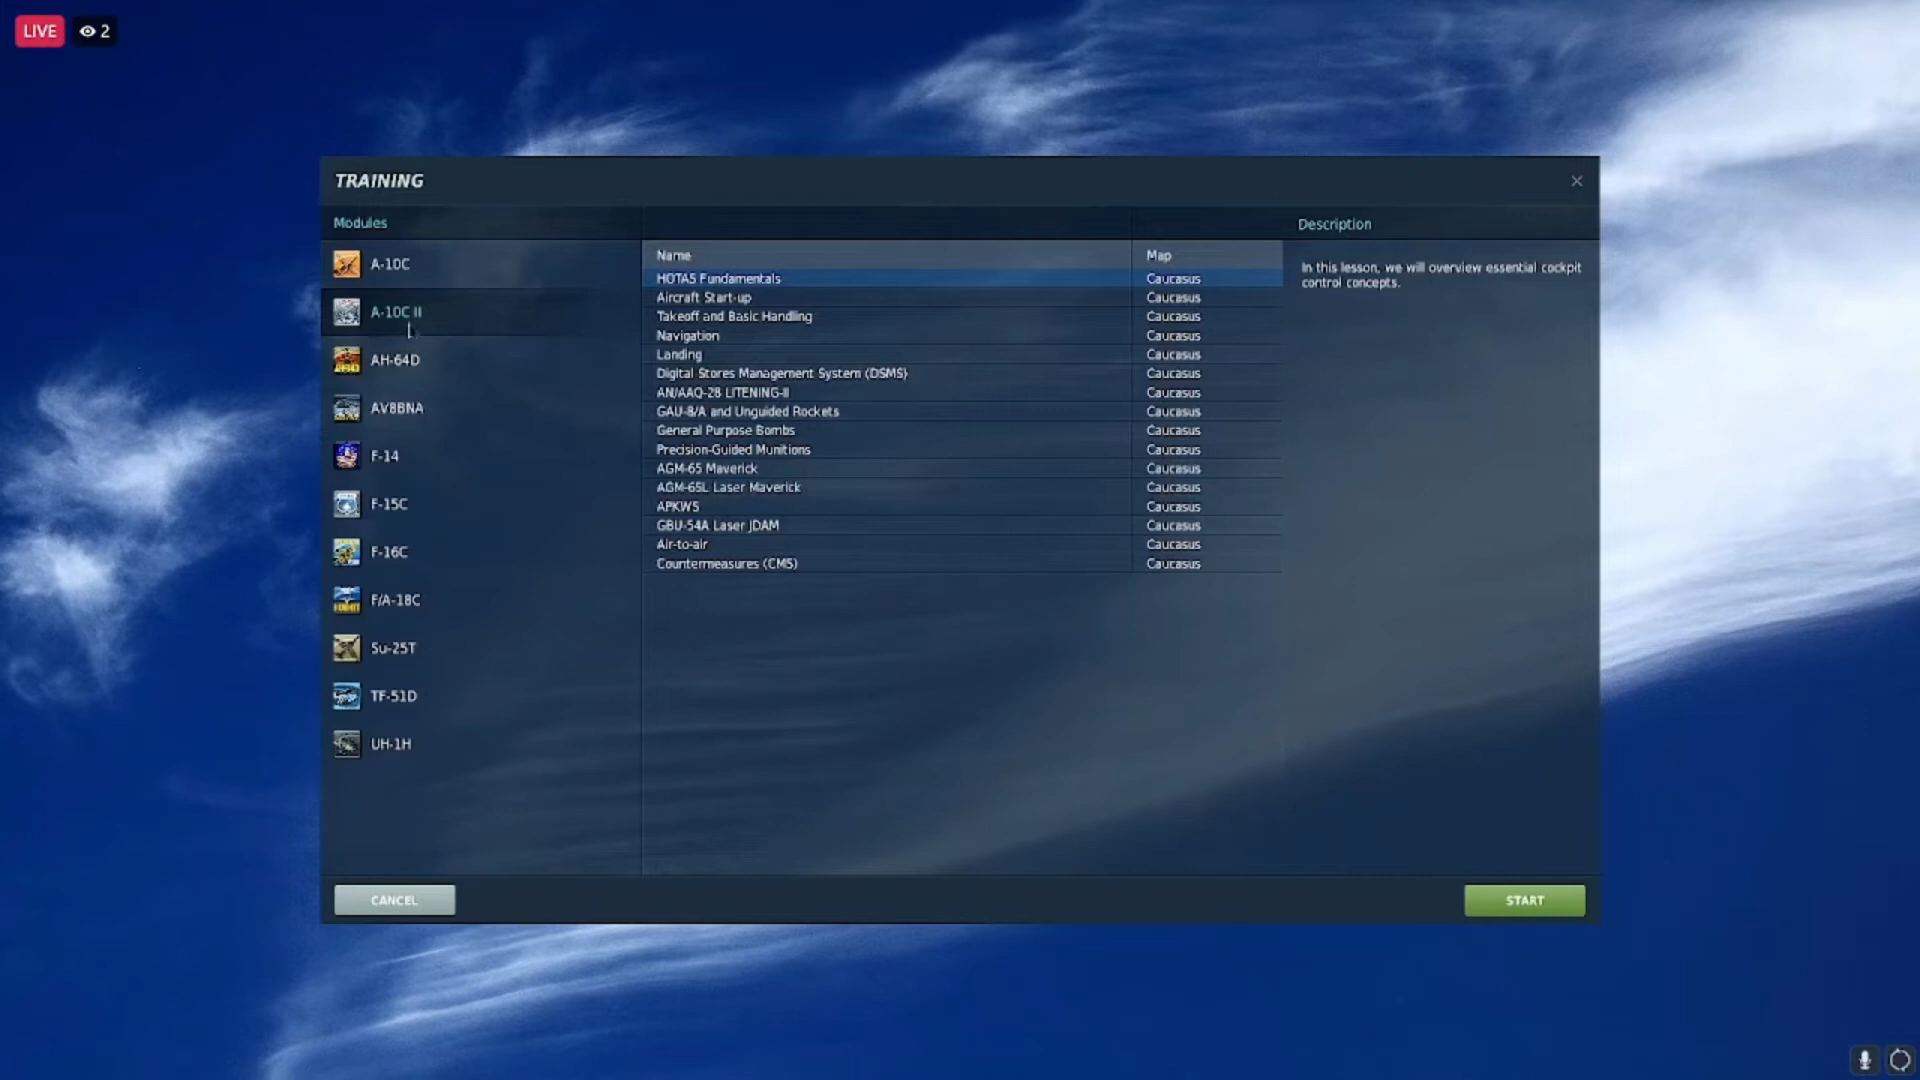 LIVE 2
TRAINING
Modules
Description
A-10C
A-10C II
AH-64D
AV8BNA
F-14
F-15C
F-16C
F/A-18C
Su-25T
TF-51D
UH-1H
Name Map
HOTAS Fundamentals Caucasus
Aircraft Start-up Caucasus
Takeoff and Basic Handling Caucasus
Navigation Caucasus
Landing Caucasus
Digital Stores Management System (DSMS) Caucasus
AN/AAQ-28 LITENING-II Caucasus
GAU-8/A and Unguided Rockets Caucasus
General Purpose Bombs Caucasus
Precision-Guided Munitions Caucasus
AGM-65 Maverick Caucasus
AGM-65L Laser Maverick Caucasus
APKWS Caucasus
GBU-54A Laser JDAM Caucasus
Air-to-air Caucasus
Countermeasures (CMS) Caucasus
In this lesson, we will overview essential cockpit
control concepts.
CANCEL
START